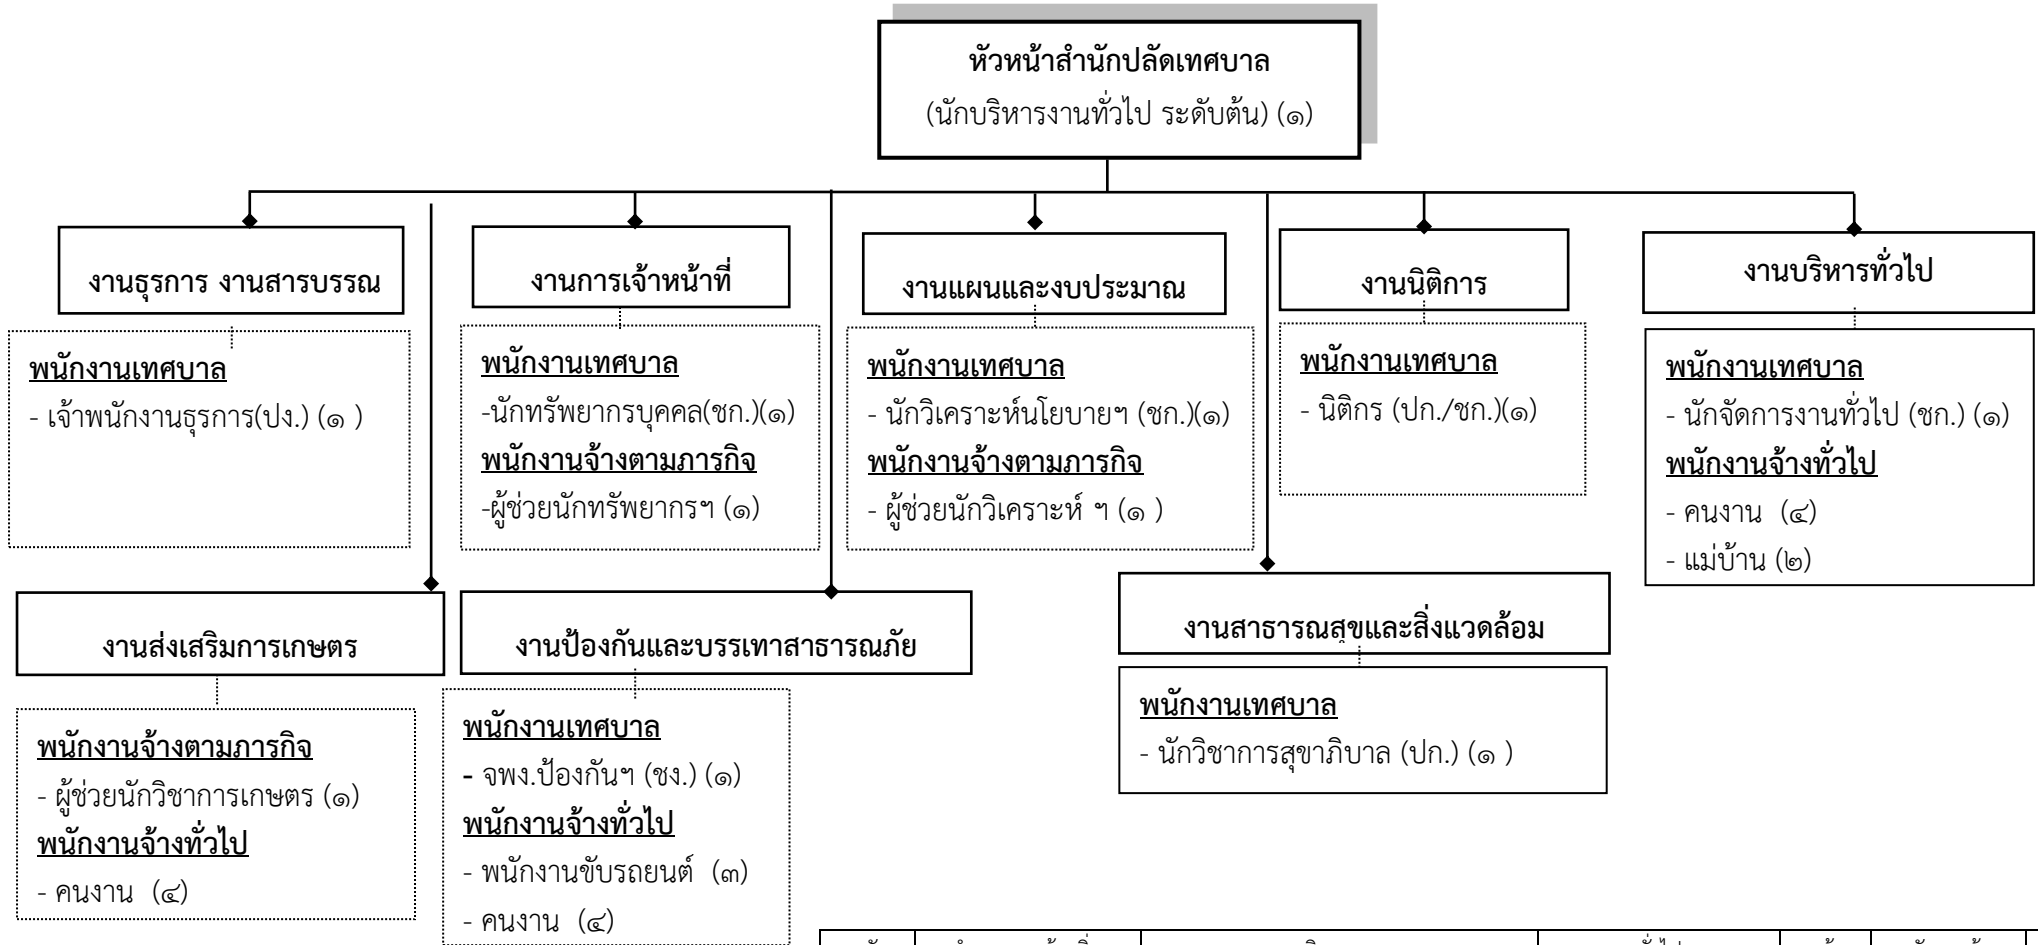 หัวหน้าสำนักปลัดเทศบาล
(นักบริหารงานทั่วไป ระดับต้น) (๑)
งานธุรการ งานสารบรรณ
พนักงานเทศบาล
- เจ้าพนักงานธุรการ(ปง.) (๑ )
งานการเจ้าหน้าที่
พนักงานเทศบาล
-นักทรัพยากรบุคคล(ชก.)(๑)
พนักงานจ้างตามภารกิจ
-ผู้ช่วยนักทรัพยากรฯ (๑)
งานแผนและงบประมาณ
พนักงานเทศบาล
- นักวิเคราะห์นโยบายฯ (ชก.)(๑)
พนักงานจ้างตามภารกิจ
- ผู้ช่วยนักวิเคราะห์ ฯ (๑ )
งานนิติการ
พนักงานเทศบาล
- นิติกร (ปก./ชก.)(๑)
งานบริหารทั่วไป
พนักงานเทศบาล
- นักจัดการงานทั่วไป (ชก.) (๑)
พนักงานจ้างทั่วไป
- คนงาน (๔)
- แม่บ้าน (๒)
งานส่งเสริมการเกษตร
พนักงานจ้างตามภารกิจ
- ผู้ช่วยนักวิชาการเกษตร (๑)
พนักงานจ้างทั่วไป
- คนงาน (๔)
งานป้องกันและบรรเทาสาธารณภัย
พนักงานเทศบาล
- จพง.ป้องกันฯ (ชง.) (๑)
พนักงานจ้างทั่วไป
- พนักงานขับรถยนต์ (๓)
- คนงาน (๔)
งานสาธารณสุขและสิ่งแวดล้อม
พนักงานเทศบาล
- นักวิชาการสุขาภิบาล (ปก.) (๑ )